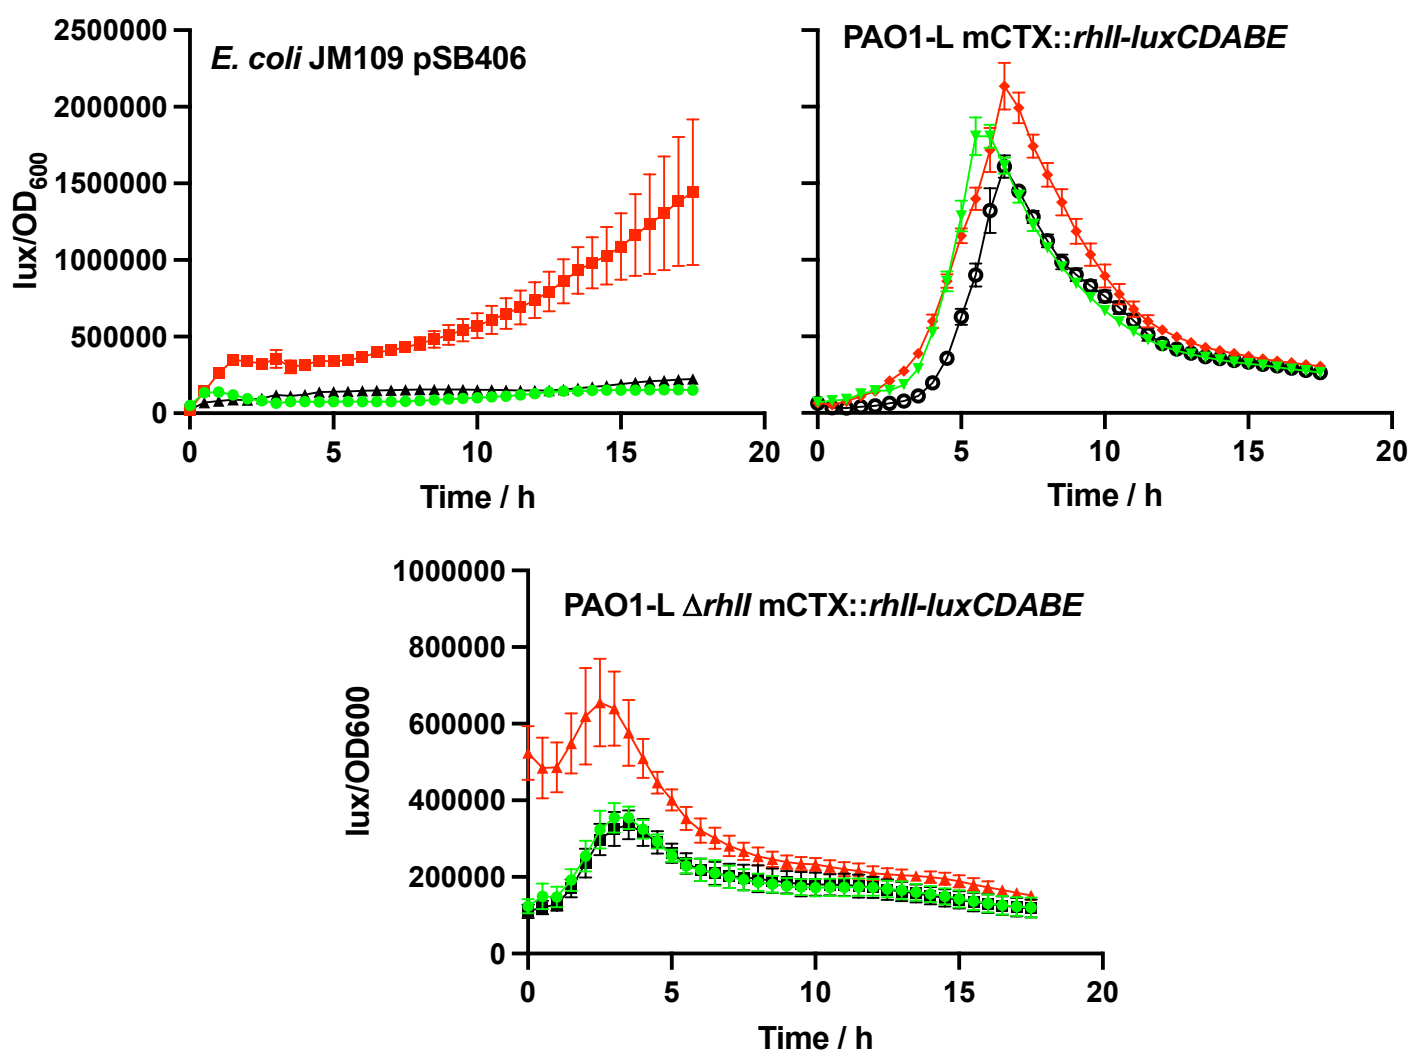 E. coli JM109 pSB406
lux/OD600
2500000
2000000
1500000
1000000
500000
0
0 5 10 15 20
Time / h
PAO1-L mCTX::rhlI-luxCDABE
0 5 10 15 20
Time / h
PAO1-L Δrhll mCTX::rhlI-luxCDABE
lux/OD600
1000000
800000
600000
400000
200000
0
0 5 10 15 20
Time / h